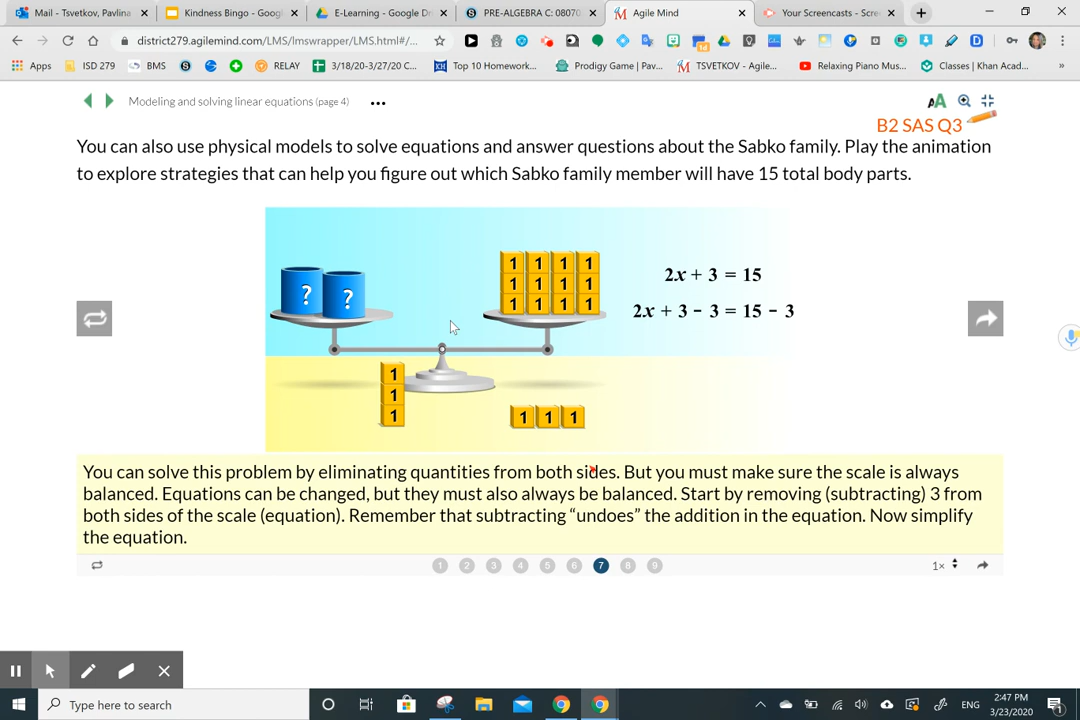 Mail - Tsvetkov, Pavlina
Kindness Bingo - Goog
E-Learning - Google Dr
PRE-ALGEBRA C: 0807
Agile Mind
Your Screencasts - Scre
district279.agilemind.com/LMS/lmswrapper/LMS.html#/...
Apps
ISD 279
BMS
RELAY
3/18/20-3/27/20 C...
Top 10 Homework...
Prodigy Game | Pav...
TSVETKOV - Agile...
Relaxing Piano Mus...
Classes | Khan Acad...
»
Modeling and solving linear equations (page 4)
AA
B2 SAS Q3
You can also use physical models to solve equations and answer questions about the Sabko family. Play the animation
to explore strategies that can help you figure out which Sabko family member will have 15 total body parts.
? ?
1 1 1 1
1 1 1 1
1 1 1 1
2x + 3 = 15
2x + 3 − 3 = 15 − 3
1
1
1
1 1 1
You can solve this problem by eliminating quantities from both sides. But you must make sure the scale is always
balanced. Equations can be changed, but they must also always be balanced. Start by removing (subtracting) 3 from
both sides of the scale (equation). Remember that subtracting “undoes” the addition in the equation. Now simplify
the equation.
1 2 3 4 5 6 7 8 9
1×
Type here to search
ENG
2:47 PM
3/23/2020